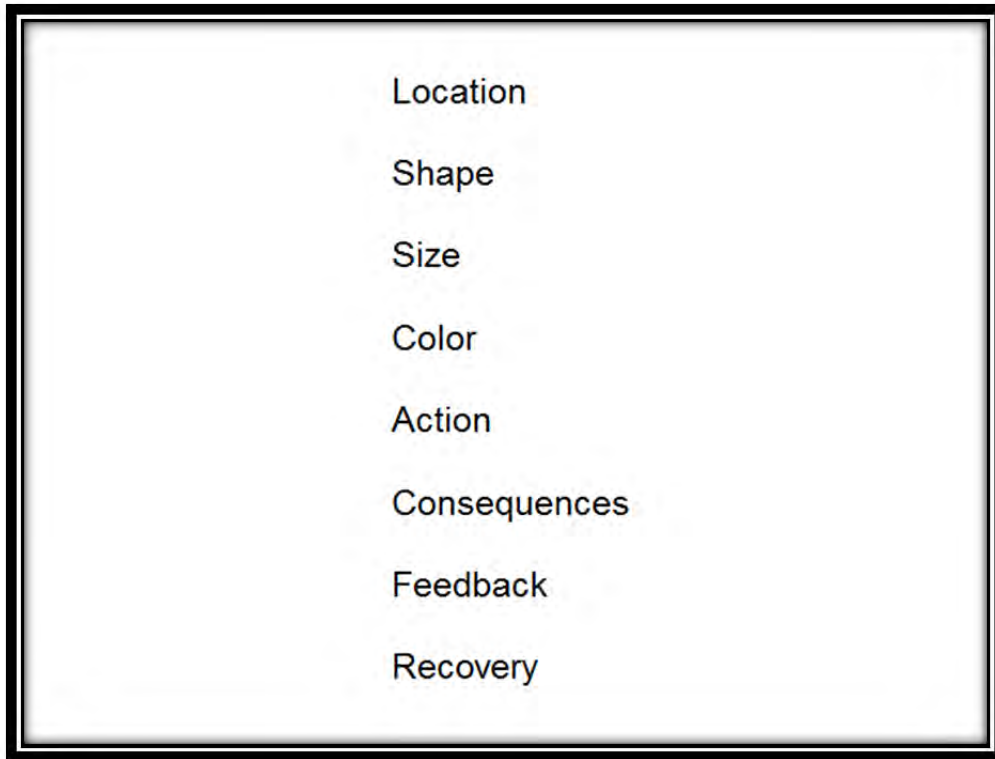 Location
Shape
Size
Color
Action
Consequences
Feedback
Recovery